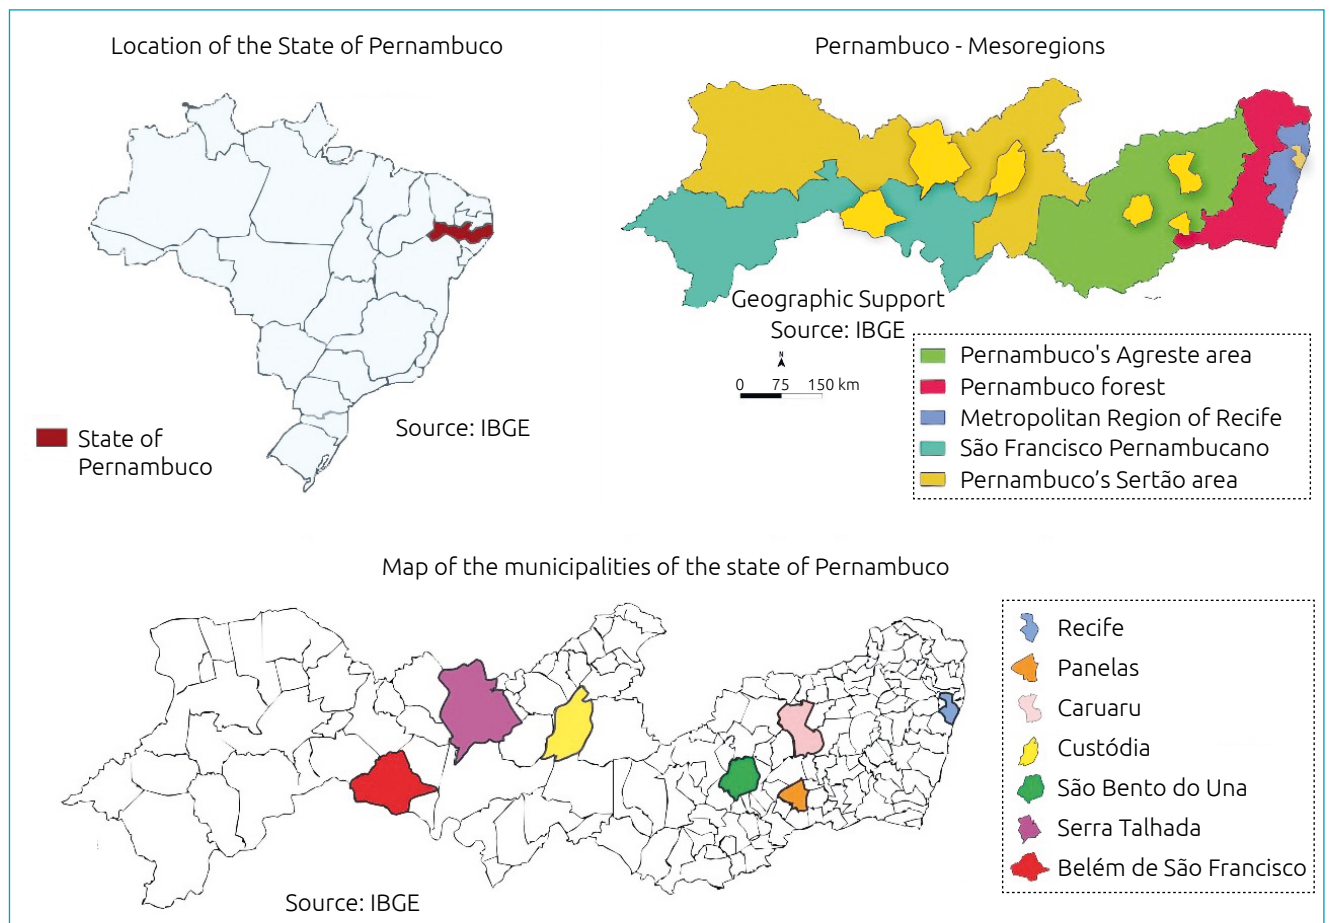 Location of the State of Pernambuco
State of
Pernambuco
Source: IBGE
Pernambuco - Mesoregions
Geographic Support
Source: IBGE
N
0 75 150 km
Pernambuco's Agreste area
Pernambuco forest
Metropolitan Region of Recife
São Francisco Pernambucano
Pernambuco’s Sertão area
Map of the municipalities of the state of Pernambuco
Source: IBGE
Recife
Panelas
Caruaru
Custódia
São Bento do Una
Serra Talhada
Belém de São Francisco